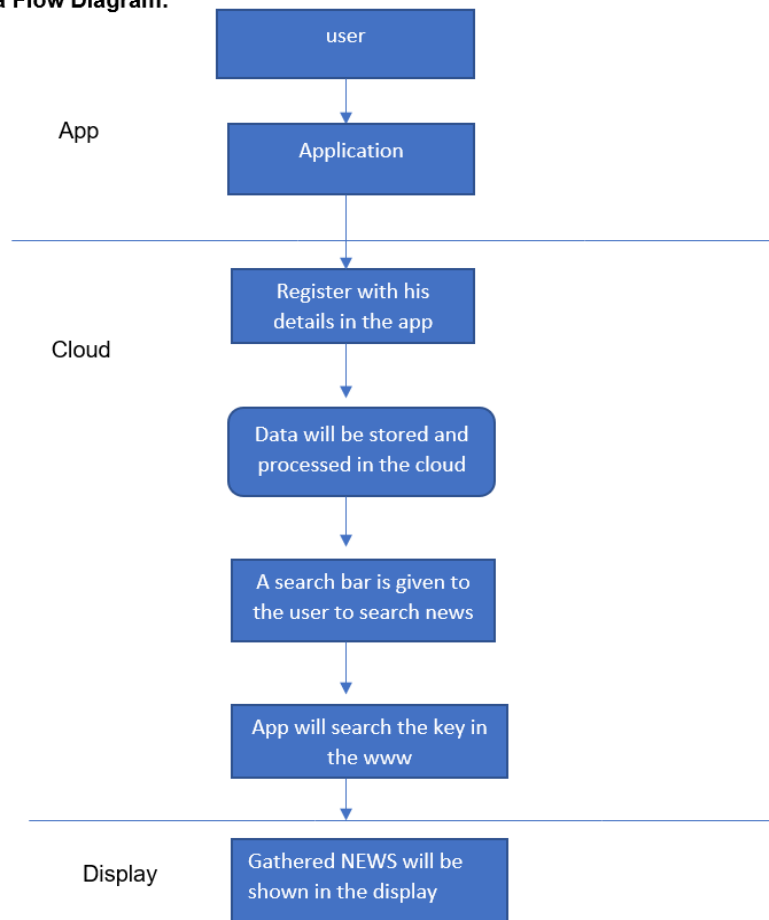 a Flow Diagram:
user
App
Application
Register with his
details in the app
Cloud
Data will be stored and
processed in the cloud
A search bar is given to
the user to search news
App will search the key in
the www
Gathered NEWS will be
shown in the display
Display